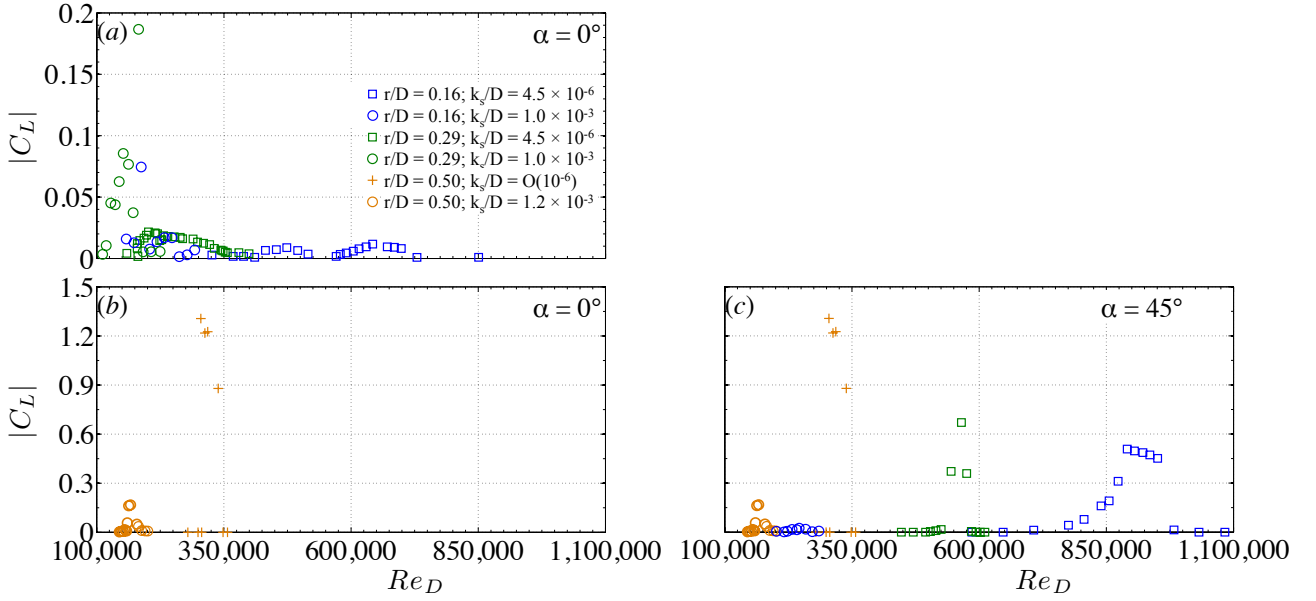 (a)
α = 0°
0.2
0.15
0.1
0.05
0
|C_L|
r/D = 0.16; k_s/D = 4.5 × 10⁻⁶
r/D = 0.16; k_s/D = 1.0 × 10⁻³
r/D = 0.29; k_s/D = 4.5 × 10⁻⁶
r/D = 0.29; k_s/D = 1.0 × 10⁻³
r/D = 0.50; k_s/D = O(10⁻⁶)
r/D = 0.50; k_s/D = 1.2 × 10⁻³
(b)
α = 0°
1.5
1.2
0.9
0.6
0.3
0
|C_L|
100,000 350,000 600,000 850,000 1,100,000
Re_D
(c)
α = 45°
100,000 350,000 600,000 850,000 1,100,000
Re_D